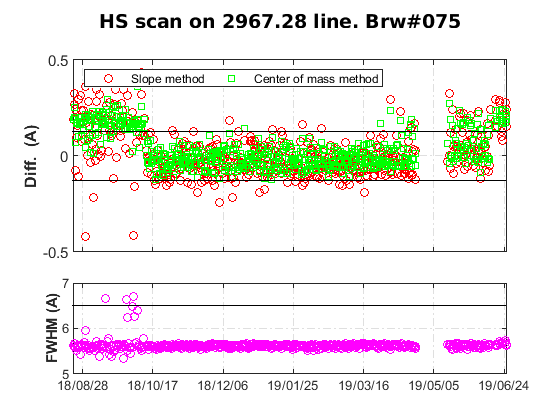 HS scan on 2967.28 line. Brw#075
0.5
Slope method Center of mass method
0
-0.5
Diff. (A)
7
6
5
FWHM (A)
18/08/28 18/10/17 18/12/06 19/01/25 19/03/16 19/05/05 19/06/24